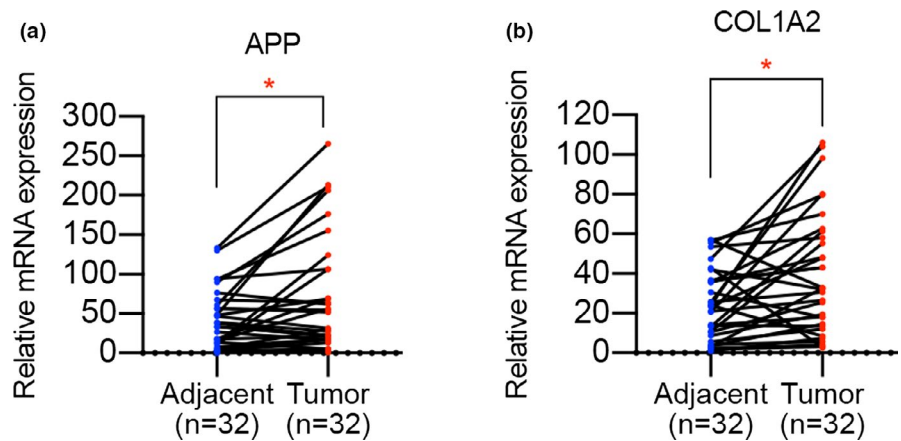 (a)
APP
*
Relative mRNA expression
300
250
200
150
100
50
0
Adjacent Tumor
(n=32) (n=32)
(b)
COL1A2
*
Relative mRNA expression
120
100
80
60
40
20
0
Adjacent Tumor
(n=32) (n=32)